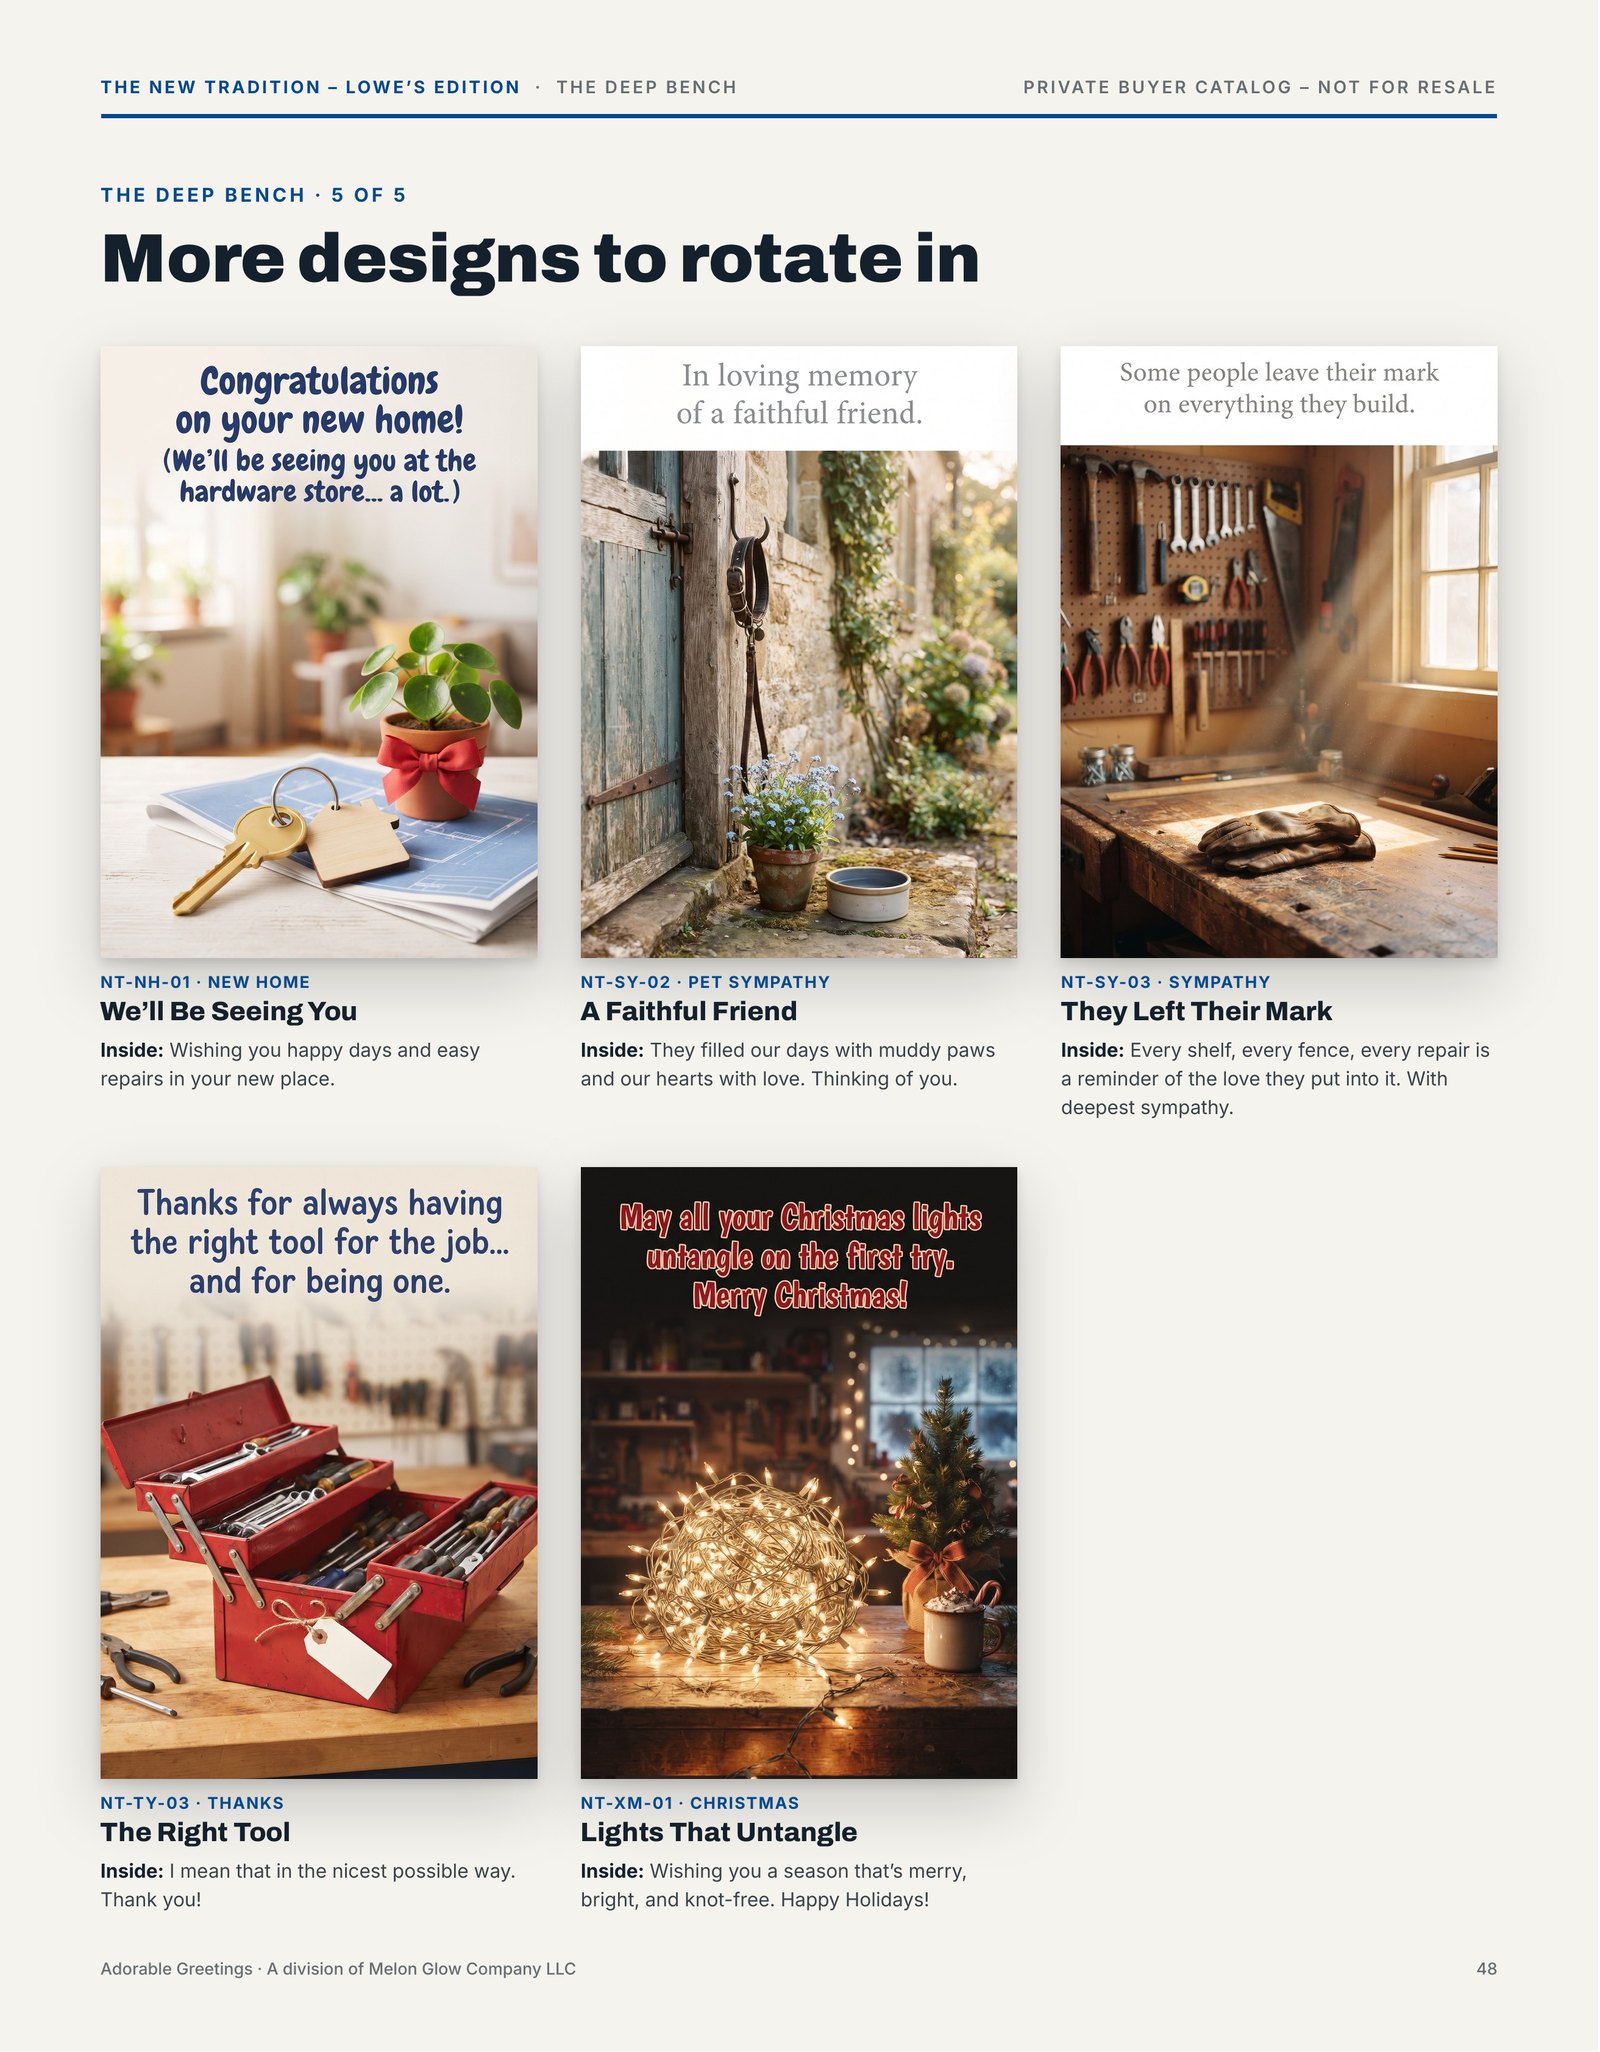 THE NEW TRADITION – LOWE’S EDITION · THE DEEP BENCH
PRIVATE BUYER CATALOG – NOT FOR RESALE
THE DEEP BENCH · 5 OF 5
More designs to rotate in
Congratulations
on your new home!
(We’ll be seeing you at the
hardware store... a lot.)
NT-NH-01 · NEW HOME
We’ll Be Seeing You
Inside: Wishing you happy days and easy
repairs in your new place.
In loving memory
of a faithful friend.
NT-SY-02 · PET SYMPATHY
A Faithful Friend
Inside: They filled our days with muddy paws
and our hearts with love. Thinking of you.
Some people leave their mark
on everything they build.
NT-SY-03 · SYMPATHY
They Left Their Mark
Inside: Every shelf, every fence, every repair is
a reminder of the love they put into it. With
deepest sympathy.
Thanks for always having
the right tool for the job...
and for being one.
NT-TY-03 · THANKS
The Right Tool
Inside: I mean that in the nicest possible way.
Thank you!
May all your Christmas lights
untangle on the first try.
Merry Christmas!
NT-XM-01 · CHRISTMAS
Lights That Untangle
Inside: Wishing you a season that’s merry,
bright, and knot-free. Happy Holidays!
Adorable Greetings · A division of Melon Glow Company LLC
48